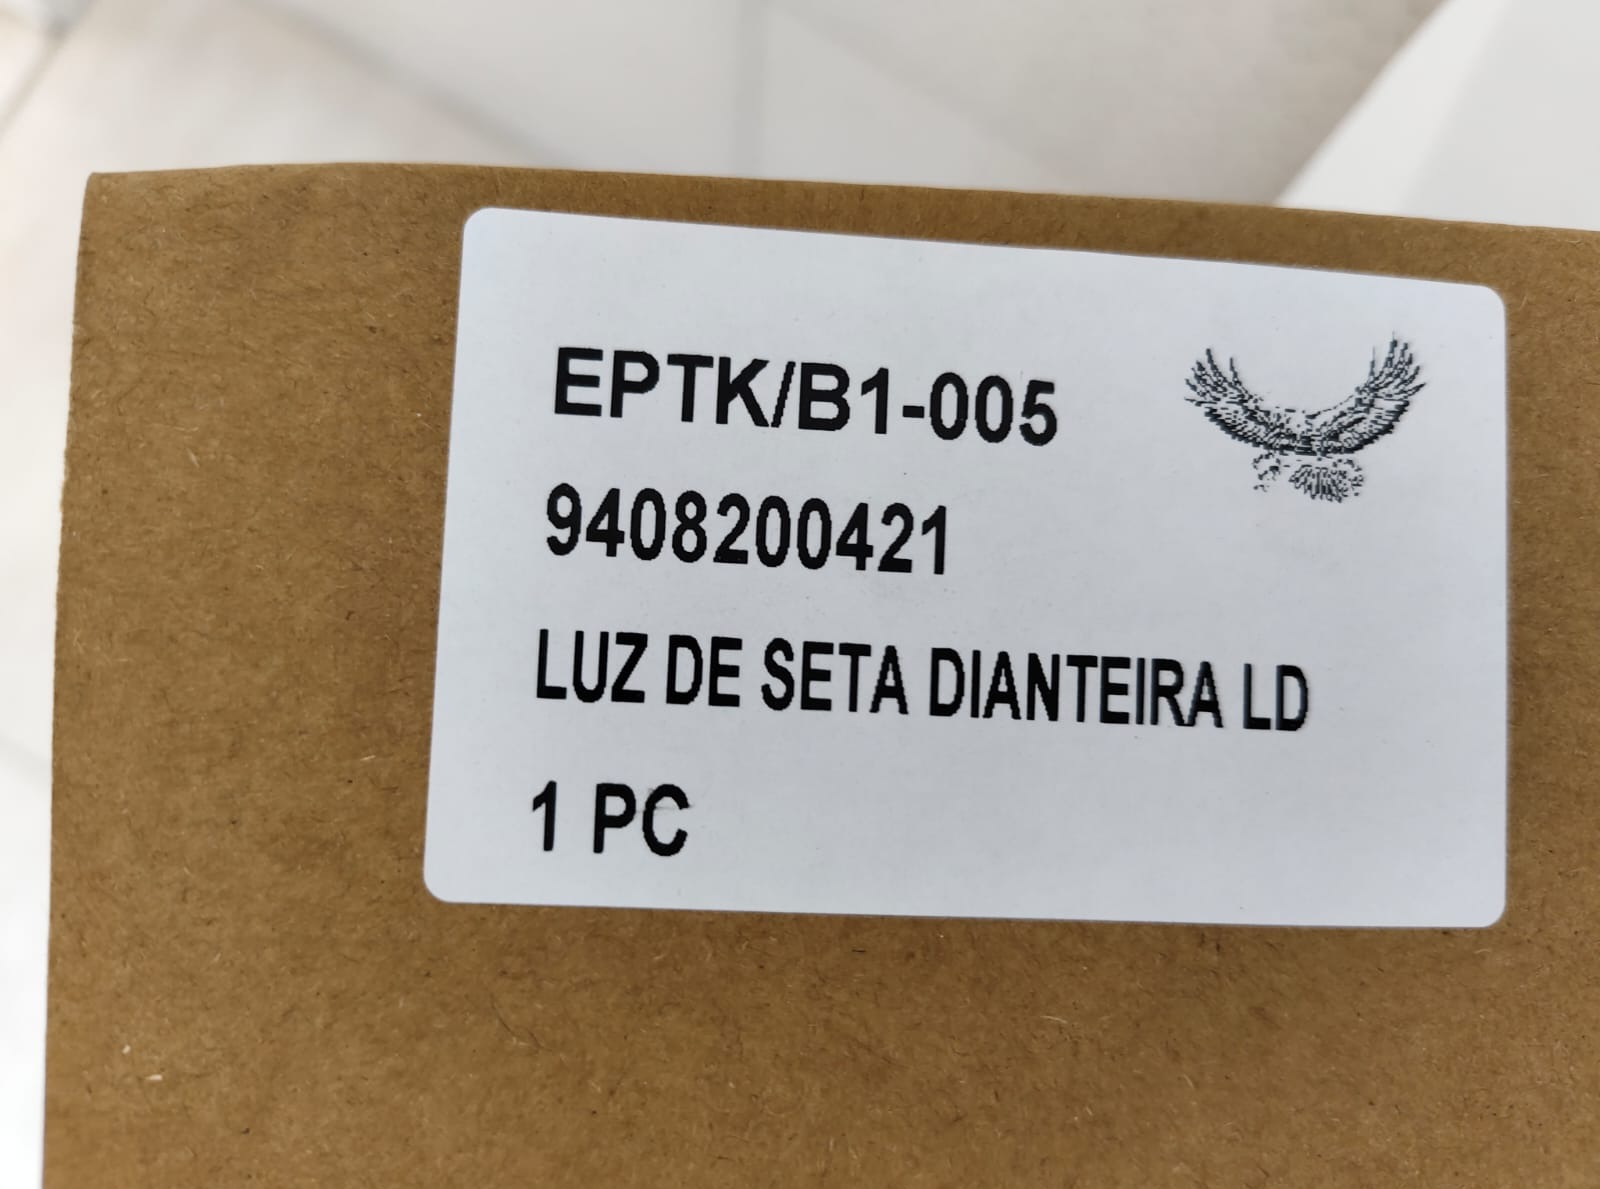 EPTK/B1-005
9408200421
LUZ DE SETA DIANTEIRA LD
1 PC